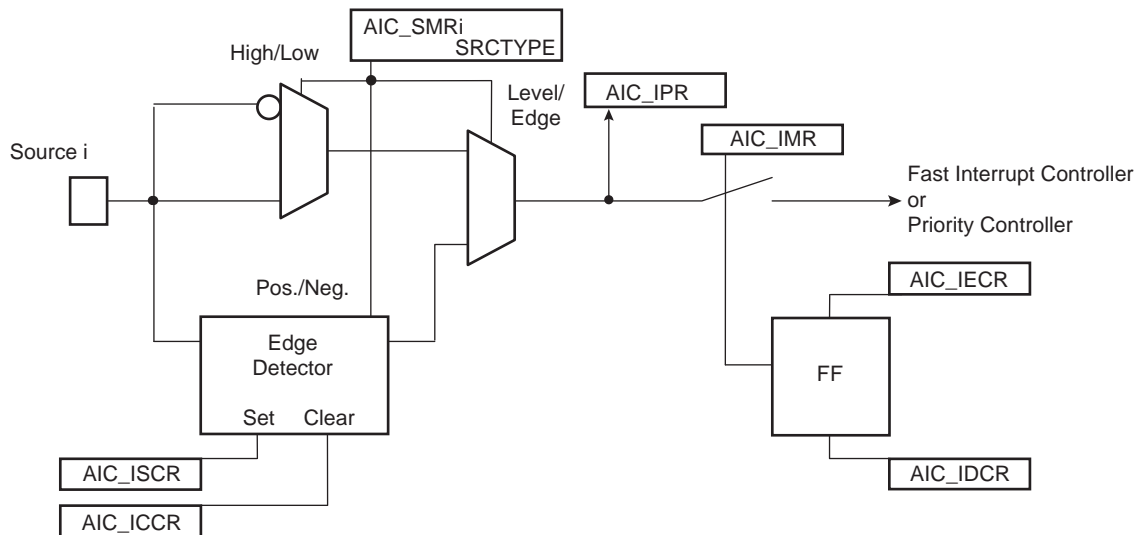 AIC_SMRi
SRCTYPE
High/Low
Level/
Edge
AIC_IPR
AIC_IMR
Source i
Fast Interrupt Controller
or
Priority Controller
Pos./Neg.
AIC_IECR
Edge
Detector
FF
Set Clear
AIC_ISCR
AIC_IDCR
AIC_ICCR